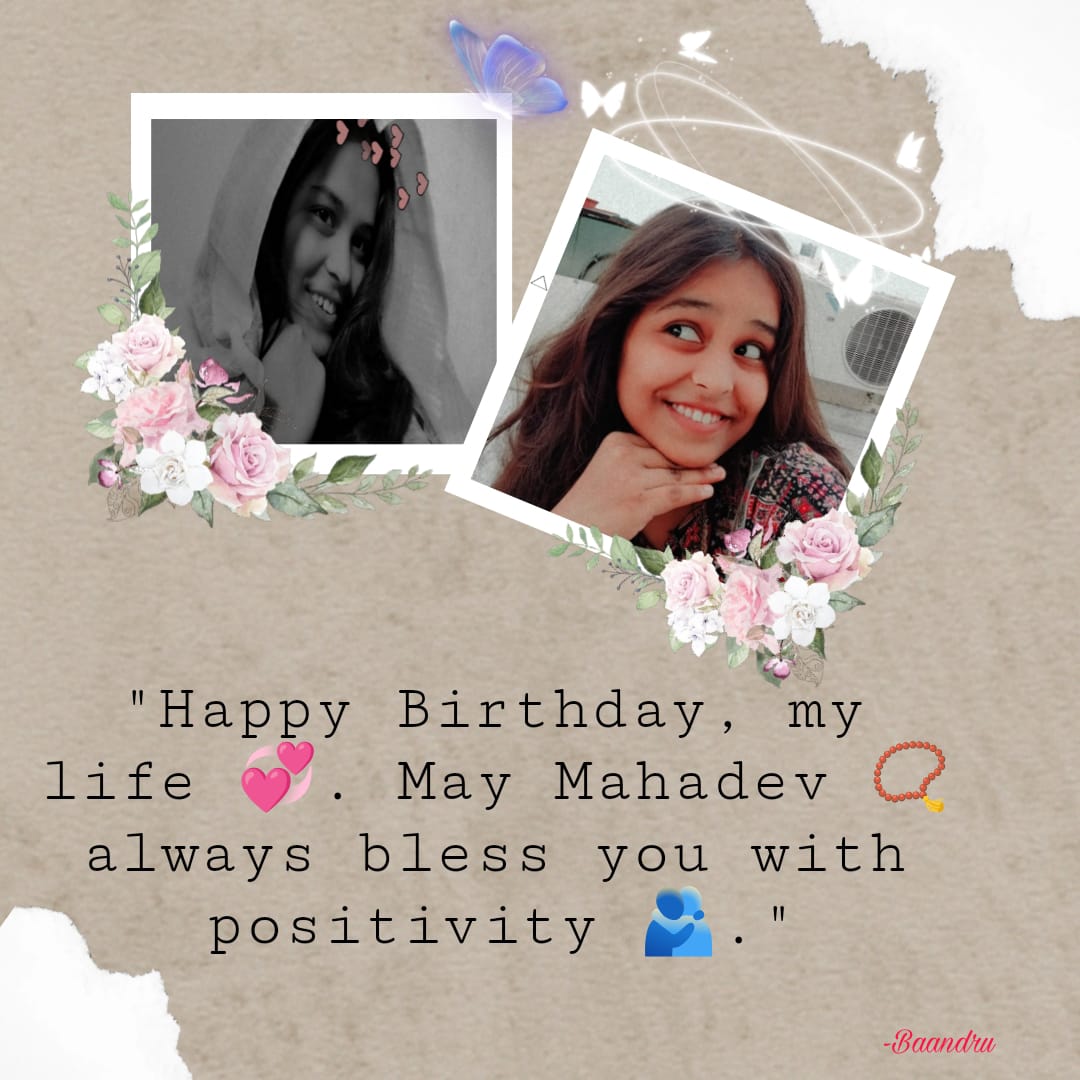 "Happy Birthday, my
life 💞. May Mahadev 📿
always bless you with
positivity 🫂."
-Baandru